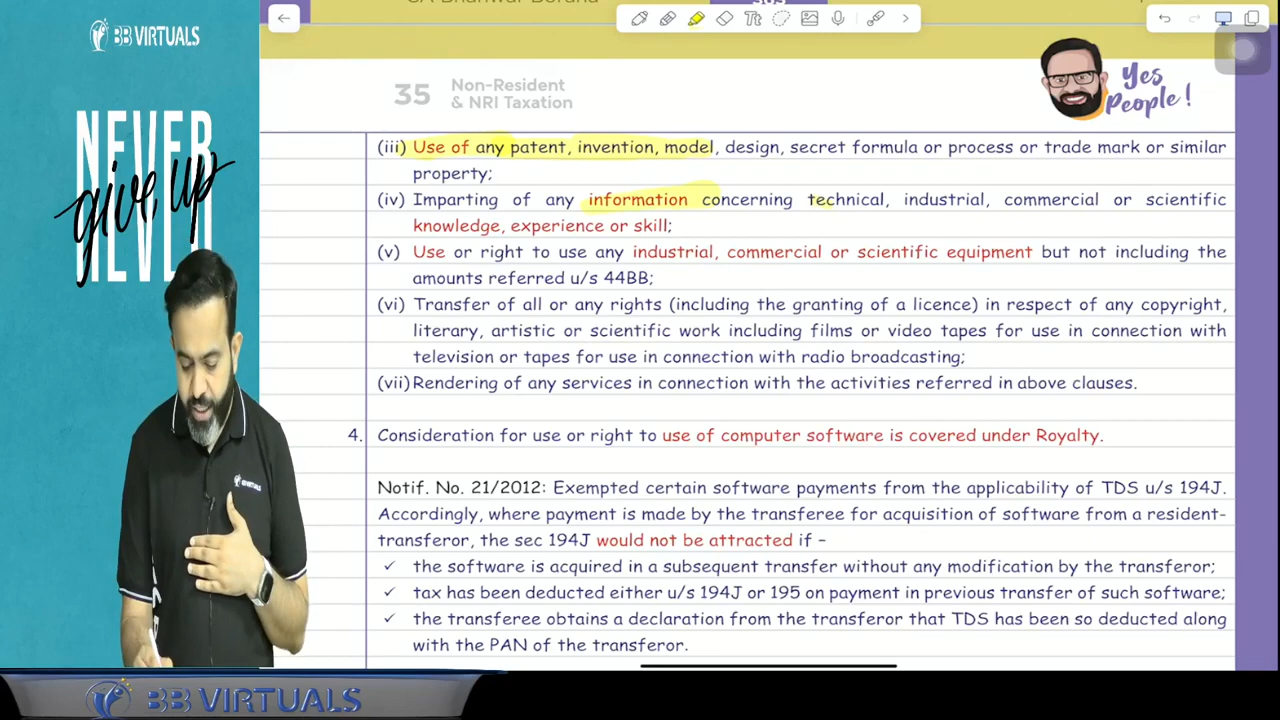 BB VIRTUALS
NEVER
give up
NEVER
35
Non-Resident
& NRI Taxation
Yes
People!
(iii) Use of any patent, invention, model, design, secret formula or process or trade mark or similar
property;
(iv) Imparting of any information concerning technical, industrial, commercial or scientific
knowledge, experience or skill;
(v) Use or right to use any industrial, commercial or scientific equipment but not including the
amounts referred u/s 44BB;
(vi) Transfer of all or any rights (including the granting of a licence) in respect of any copyright,
literary, artistic or scientific work including films or video tapes for use in connection with
television or tapes for use in connection with radio broadcasting;
(vii) Rendering of any services in connection with the activities referred in above clauses.
4. Consideration for use or right to use of computer software is covered under Royalty.
Notif. No. 21/2012: Exempted certain software payments from the applicability of TDS u/s 194J.
Accordingly, where payment is made by the transferee for acquisition of software from a resident-
transferor, the sec 194J would not be attracted if –
✓ the software is acquired in a subsequent transfer without any modification by the transferor;
✓ tax has been deducted either u/s 194J or 195 on payment in previous transfer of such software;
✓ the transferee obtains a declaration from the transferor that TDS has been so deducted along
with the PAN of the transferor.
BB VIRTUALS